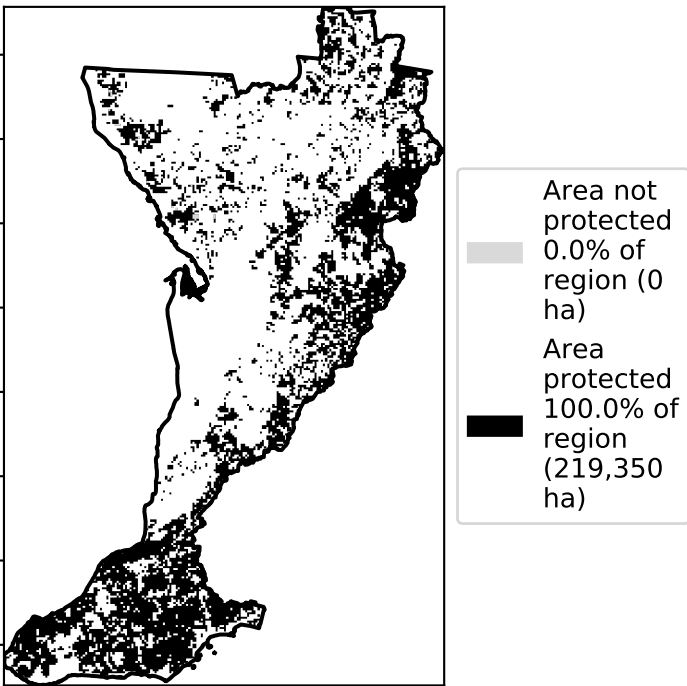 Area not
protected
0.0% of
region (0
ha)
Area
protected
100.0% of
region
(219,350
ha)